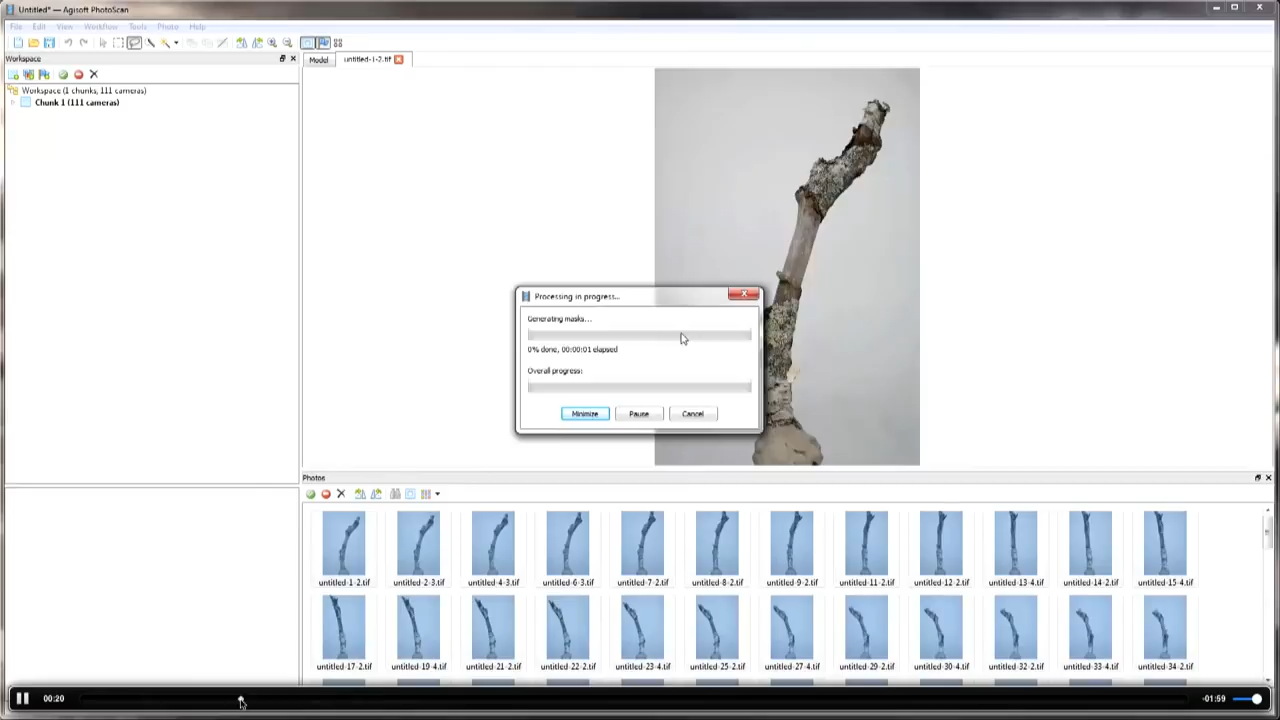 Untitled* — Agisoft PhotoScan
File Edit View Workflow Tools Photo Help
Workspace
Model untitled-1-2.tif
Workspace (1 chunks, 111 cameras)
Chunk 1 (111 cameras)
Processing in progress...
Generating masks...
0% done, 00:00:01 elapsed
Overall progress:
Minimize Pause Cancel
Photos
untitled-1-2.tif untitled-2-3.tif untitled-4-3.tif untitled-6-3.tif untitled-7-2.tif untitled-8-2.tif untitled-9-2.tif untitled-11-2.tif untitled-12-2.tif untitled-13-4.tif untitled-14-2.tif untitled-15-4.tif
untitled-17-2.tif untitled-19-4.tif untitled-21-2.tif untitled-22-2.tif untitled-23-4.tif untitled-25-2.tif untitled-27-4.tif untitled-29-2.tif untitled-30-4.tif untitled-32-2.tif untitled-33-4.tif untitled-34-2.tif
00:20 -01:59